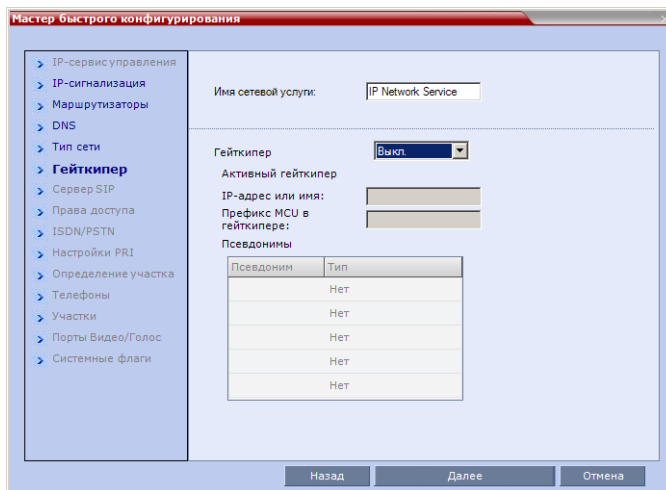 Мастер быстрого конфигурирования
IP-сервис управления
IP-сигнализация
Маршрутизаторы
DNS
Тип сети
Гейткипер
Сервер SIP
Права доступа
ISDN/PSTN
Настройки PRI
Определение участка
Телефоны
Участки
Порты Видео/Голос
Системные флаги
Имя сетевой услуги: IP Network Service
Гейткипер Выкл.
Активный гейткипер
IP-адрес или имя:
Префикс MCU в
гейткипере:
Псевдонимы
Псевдоним Тип
Нет
Нет
Нет
Нет
Нет
Назад Далее Отмена